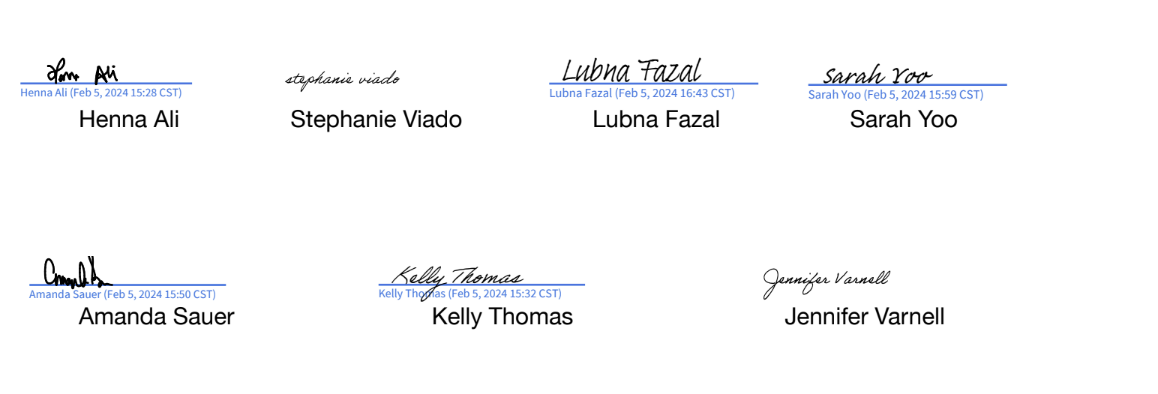 Henna Ali Stephanie Viado Lubna Fazal Sarah Yoo
Henna Ali (Feb 5, 2024 15:28 CST) Lubna Fazal (Feb 5, 2024 16:43 CST) Sarah Yoo (Feb 5, 2024 15:59 CST)
Henna Ali Stephanie Viado Lubna Fazal Sarah Yoo
Kelly Thomas Jennifer Varnell
Amanda Sauer (Feb 5, 2024 15:50 CST) Kelly Thomas (Feb 5, 2024 15:32 CST)
Amanda Sauer Kelly Thomas Jennifer Varnell